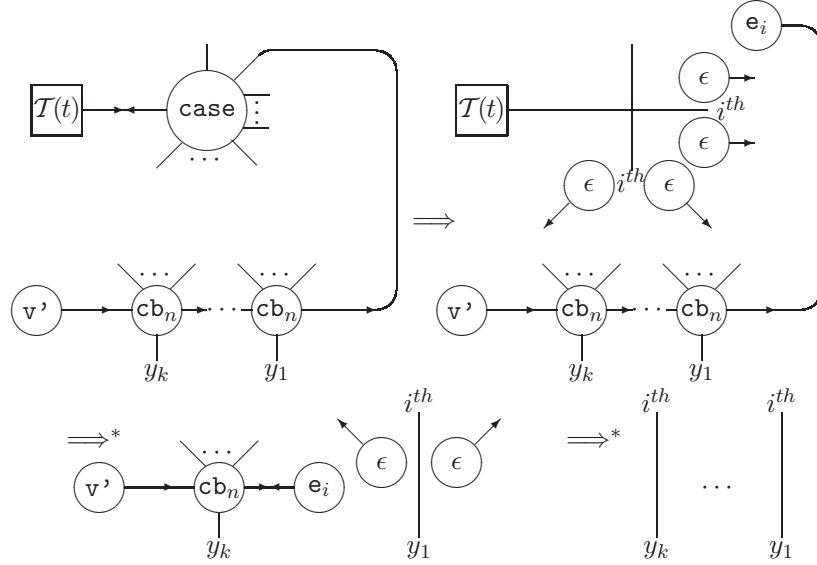 e_i
ϵ
𝒯(t) case ⋮ 𝒯(t) i^{th}
ϵ
⋯ ϵ i^{th} ϵ
⟹
⋯ ⋯ ⋯ ⋯
v' cb_n ⋯ cb_n v' cb_n ⋯ cb_n
y_k y_1 y_k y_1
i^{th} i^{th} i^{th}
⟹* ⋯ ϵ ϵ ⟹*
v' cb_n e_i ⋯
y_k y_1 y_k y_1